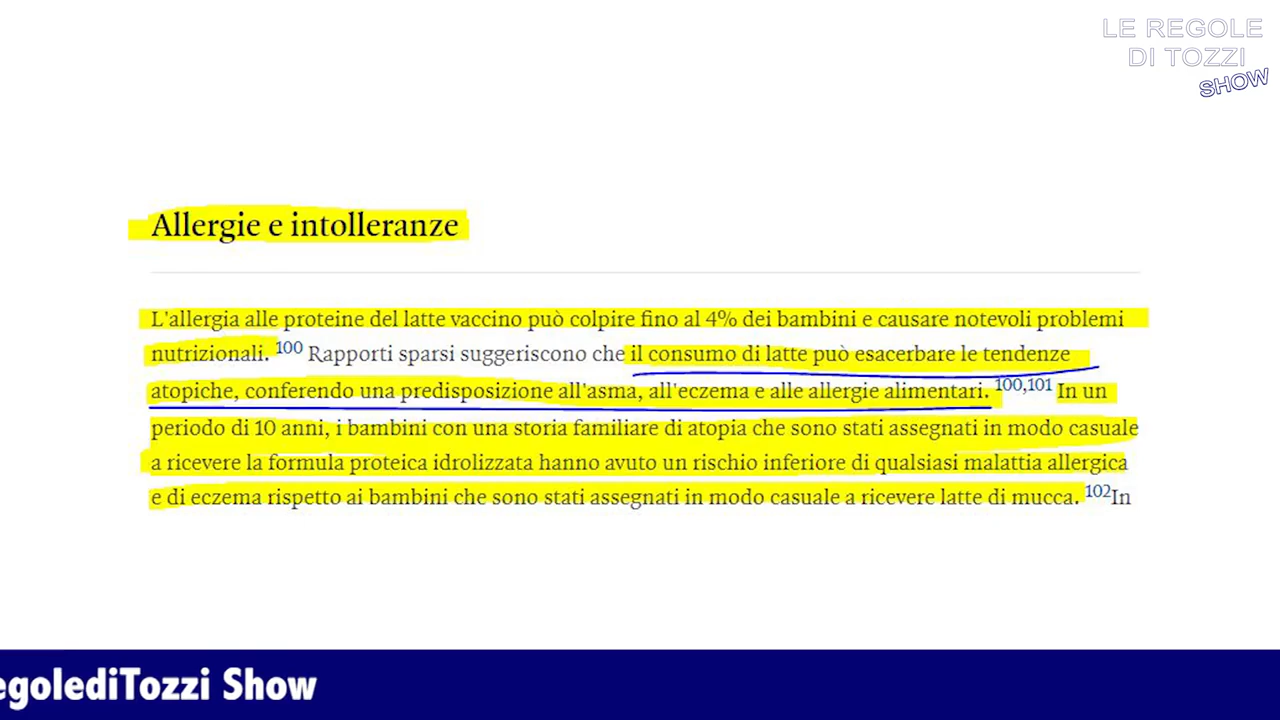 LE REGOLE
DI TOZZI
SHOW
Allergie e intolleranze
L'allergia alle proteine del latte vaccino può colpire fino al 4% dei bambini e causare notevoli problemi
nutrizionali. 100 Rapporti sparsi suggeriscono che il consumo di latte può esacerbare le tendenze
atopiche, conferendo una predisposizione all'asma, all'eczema e alle allergie alimentari. 100,101 In un
periodo di 10 anni, i bambini con una storia familiare di atopia che sono stati assegnati in modo casuale
a ricevere la formula proteica idrolizzata hanno avuto un rischio inferiore di qualsiasi malattia allergica
e di eczema rispetto ai bambini che sono stati assegnati in modo casuale a ricevere latte di mucca. 102In
egolediTozzi Show